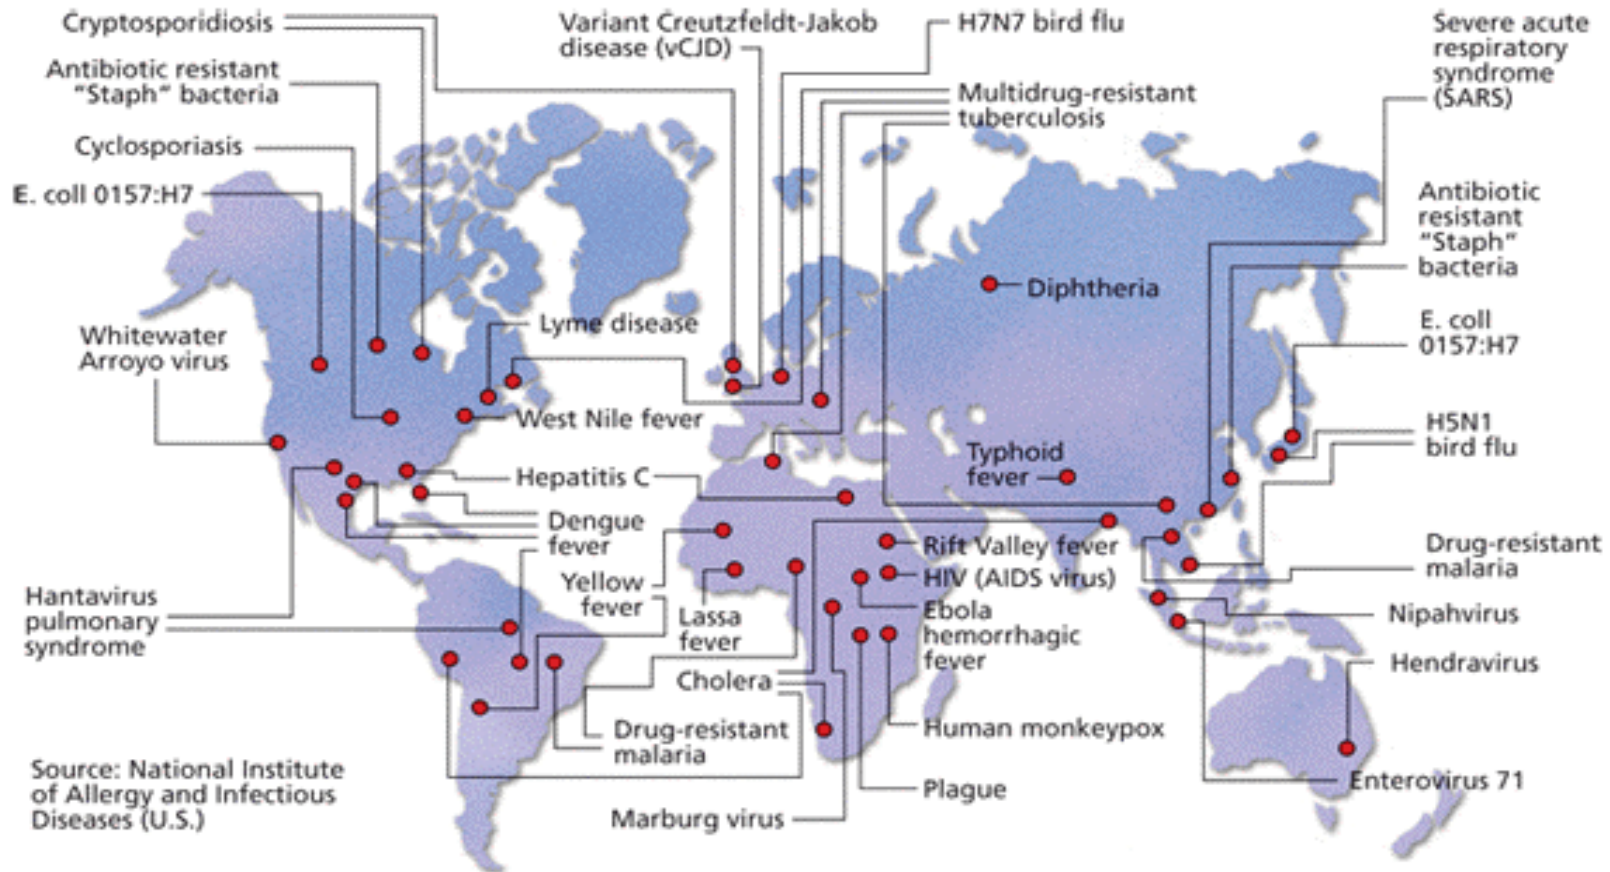 Cryptosporidiosis
Antibiotic resistant
"Staph" bacteria
Cyclosporiasis
E. coll 0157:H7
Whitewater
Arroyo virus
Hantavirus
pulmonary
syndrome
Source: National Institute
of Allergy and Infectious
Diseases (U.S.)
Variant Creutzfeldt-Jakob
disease (vCJD)
H7N7 bird flu
Multidrug-resistant
tuberculosis
Severe acute
respiratory
syndrome
(SARS)
Antibiotic
resistant
"Staph"
bacteria
E. coll
0157:H7
H5N1
bird flu
Drug-resistant
malaria
Nipahvirus
Hendravirus
Enterovirus 71
Diphtheria
Typhoid
fever
Lyme disease
West Nile fever
Hepatitis C
Dengue
fever
Yellow
fever
Lassa
fever
Rift Valley fever
HIV (AIDS virus)
Ebola
hemorrhagic
fever
Cholera
Drug-resistant
malaria
Human monkeypox
Plague
Marburg virus